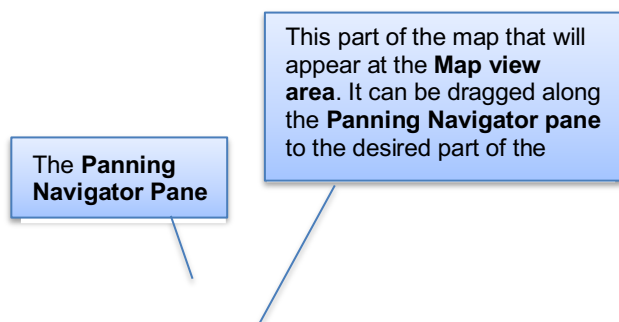 This part of the map that will
appear at the Map view
area. It can be dragged along
the Panning Navigator pane
to the desired part of the
The Panning
Navigator Pane